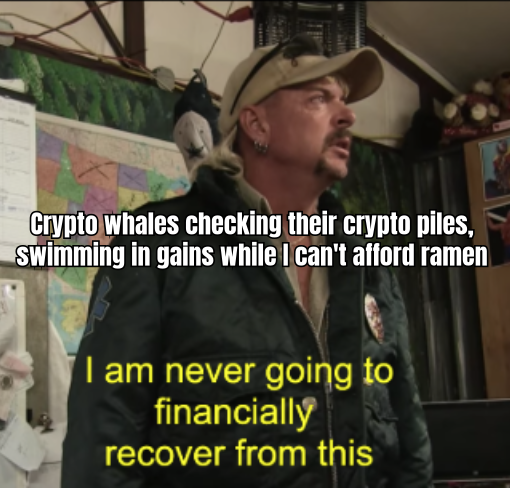 Crypto whales checking their crypto piles,
swimming in gains while I can't afford ramen
I am never going to
financially
recover from this